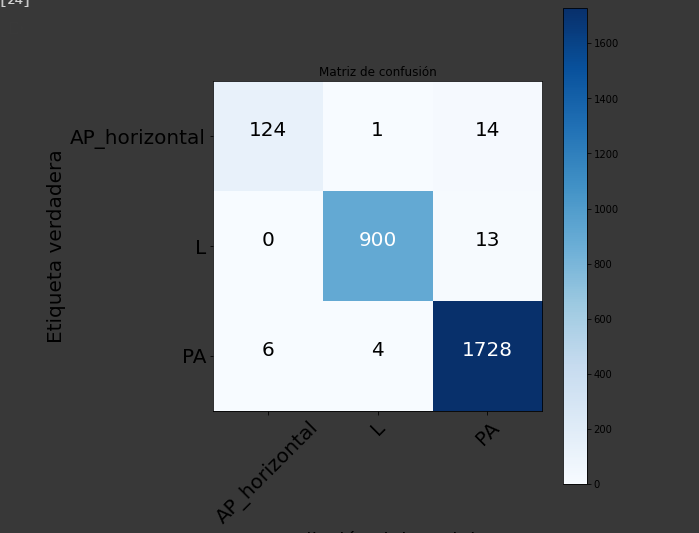 [24]
Matriz de confusión
AP_horizontal 124 1 14
L 0 900 13
PA 6 4 1728
Etiqueta verdadera
AP_horizontal L PA
1600
1400
1200
1000
800
600
400
200
0